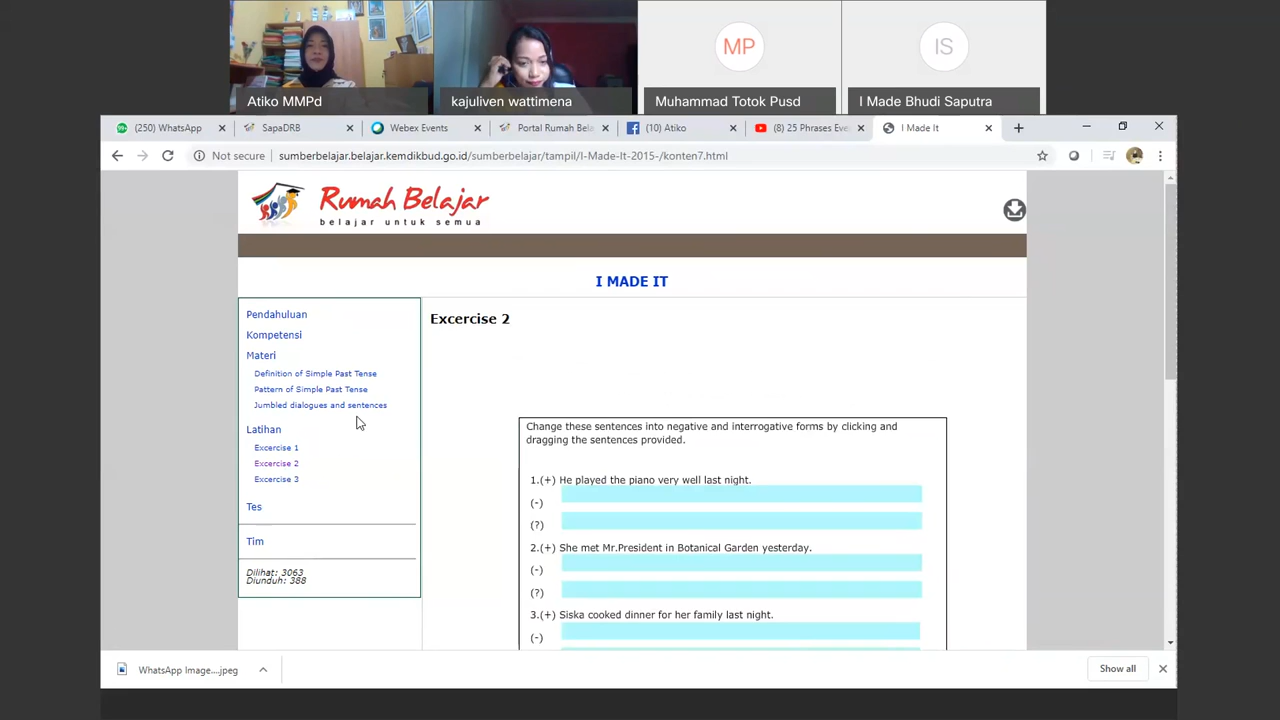 MP
IS
Atiko MMPd
kajuliven wattimena
Muhammad Totok Pusd
I Made Bhudi Saputra
(250) WhatsApp
SapaDRB
Webex Events
Portal Rumah Bela
(10) Atiko
(8) 25 Phrases Eve
I Made It
Not secure
sumberbelajar.belajar.kemdikbud.go.id/sumberbelajar/tampil/I-Made-It-2015-/konten7.html
Rumah Belajar
belajar untuk semua
I MADE IT
Pendahuluan
Kompetensi
Materi
Definition of Simple Past Tense
Pattern of Simple Past Tense
Jumbled dialogues and sentences
Latihan
Excercise 1
Excercise 2
Excercise 3
Tes
Tim
Dilihat: 3063
Diunduh: 388
Excercise 2
Change these sentences into negative and interrogative forms by clicking and
dragging the sentences provided.
1.(+) He played the piano very well last night.
(-)
(?)
2.(+) She met Mr.President in Botanical Garden yesterday.
(-)
(?)
3.(+) Siska cooked dinner for her family last night.
(-)
WhatsApp Image....jpeg
Show all